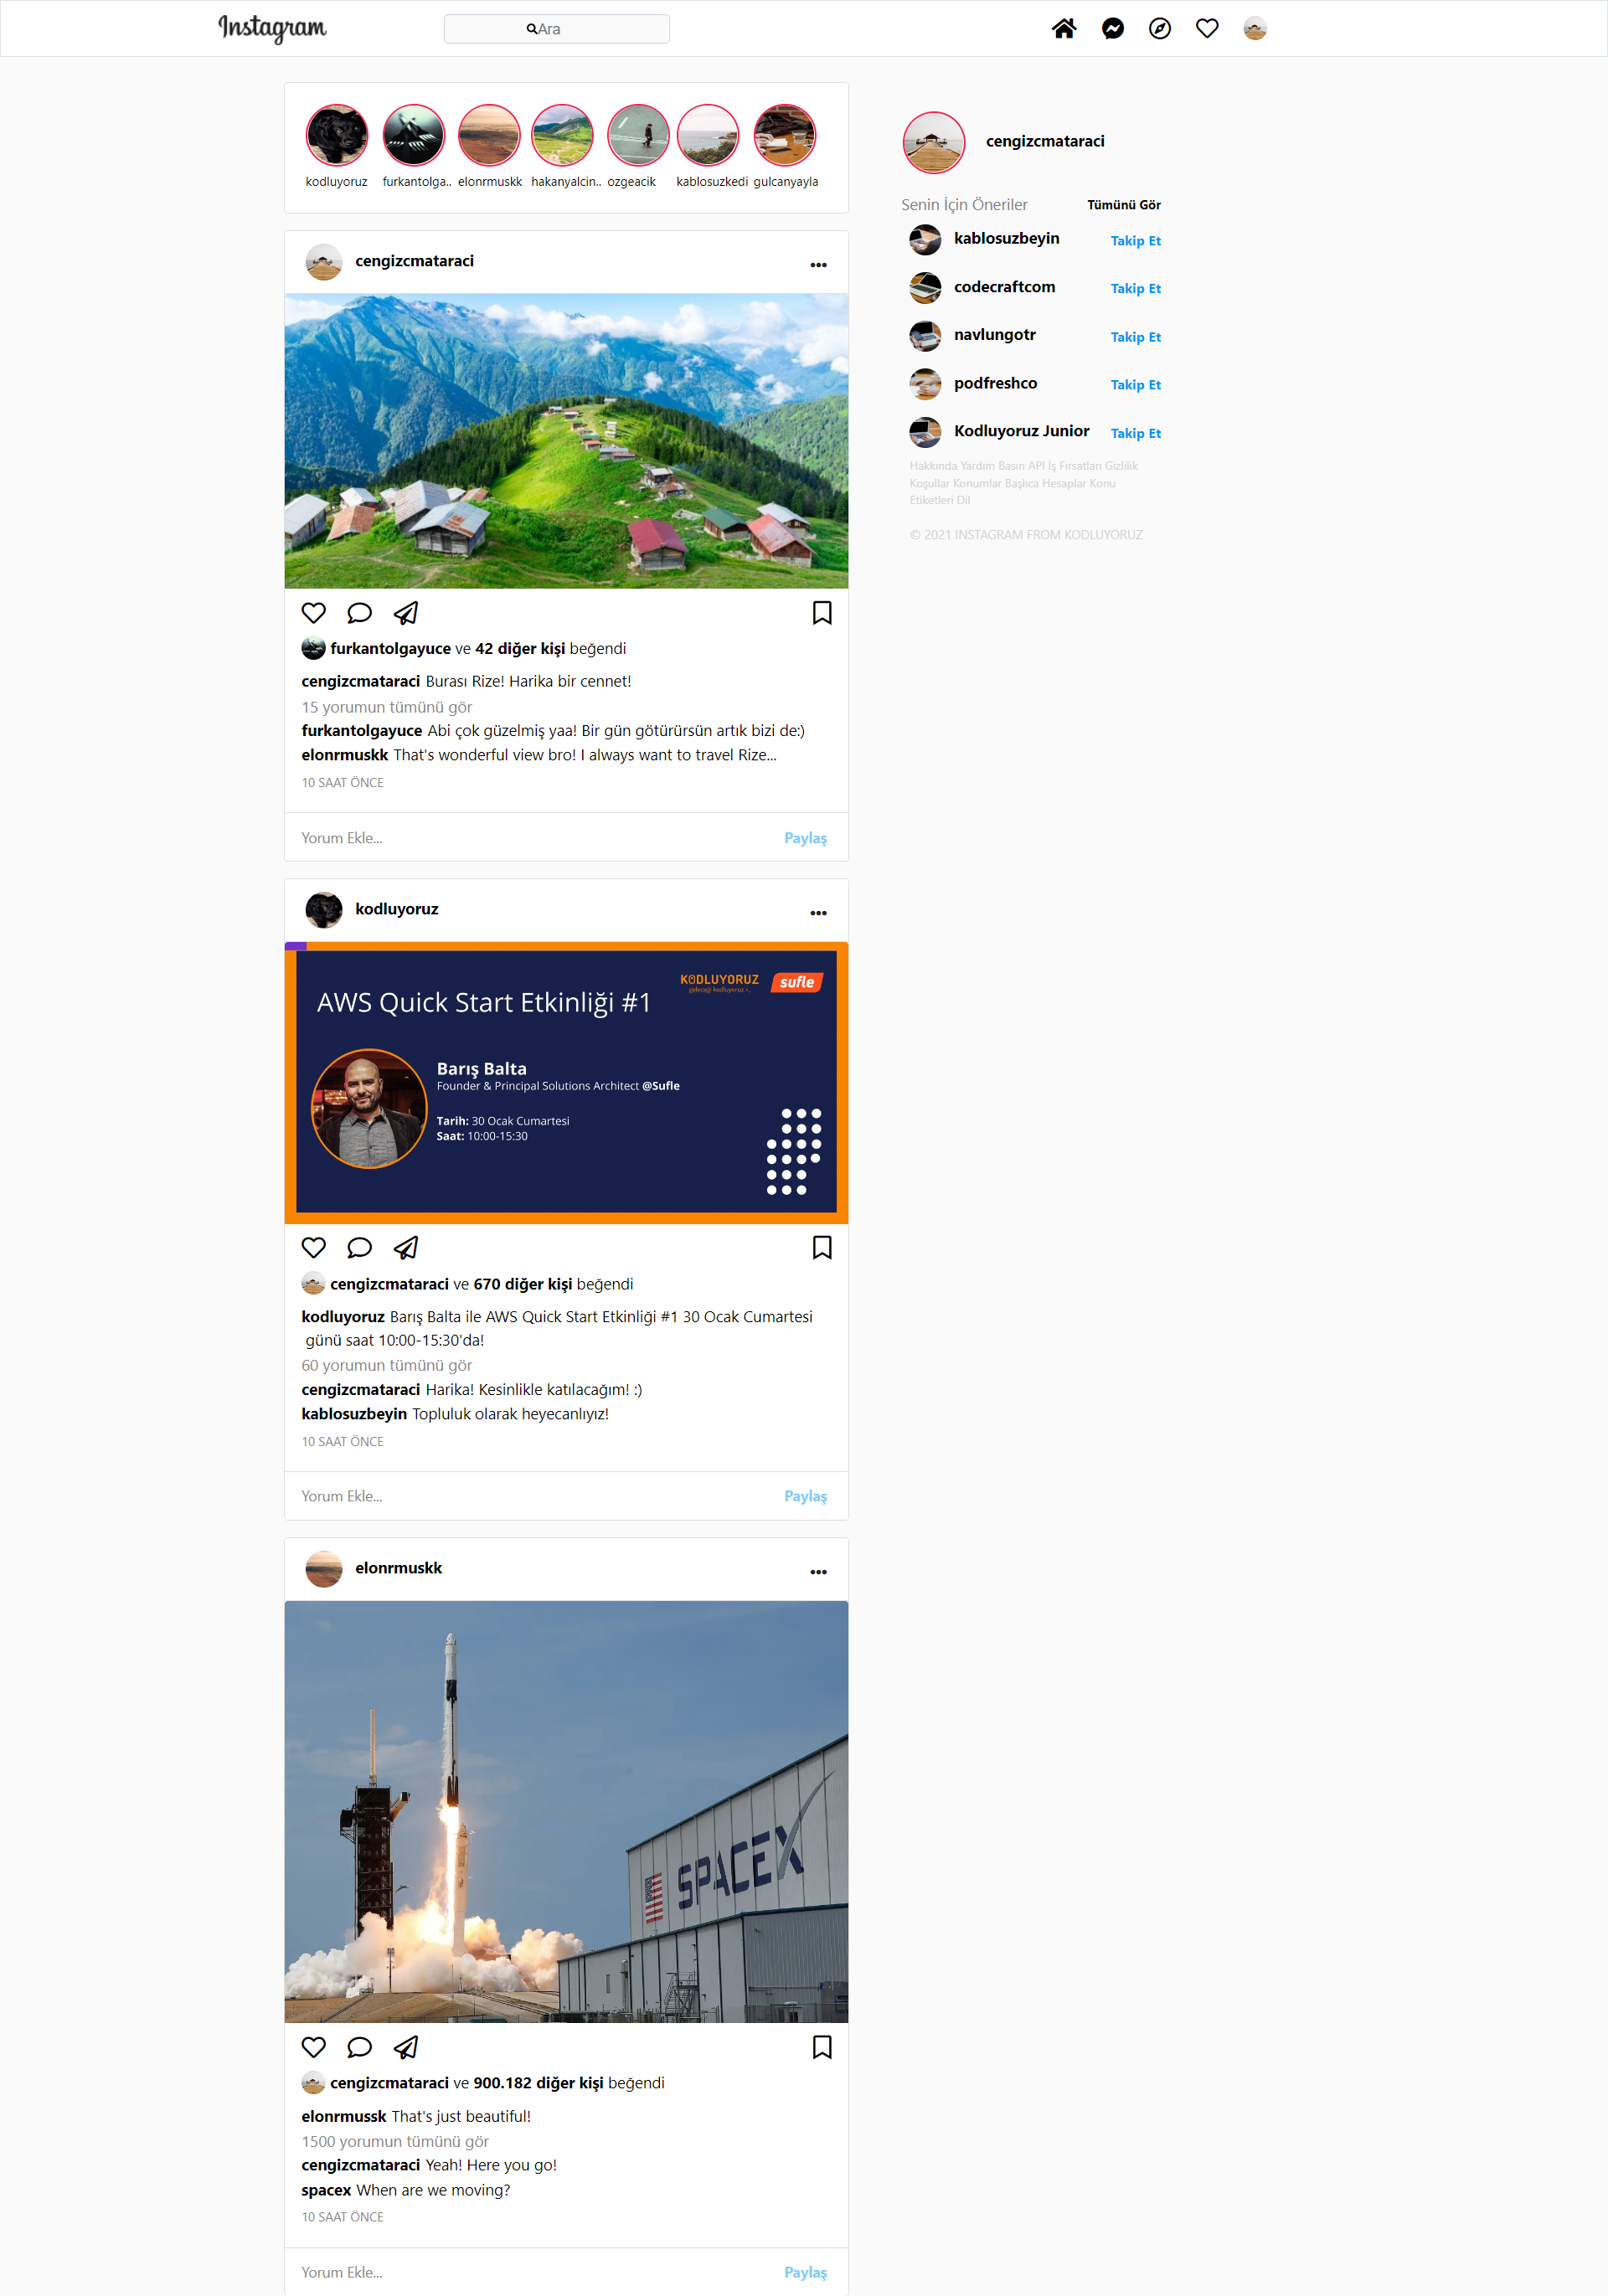 Instagram
Ara
kodluyoruz furkantolga.. elonrmuskk hakanyalcin.. ozgeacik kablosuzkedi gulcanyayla
cengizcmataraci
Senin İçin Öneriler Tümünü Gör
kablosuzbeyin Takip Et
codecraftcom Takip Et
navlungotr Takip Et
podfreshco Takip Et
Kodluyoruz Junior Takip Et
Hakkında Yardım Basın API İş Fırsatları Gizlilik
Koşullar Konumlar Başlıca Hesaplar Konu
Etiketleri Dil
© 2021 INSTAGRAM FROM KODLUYORUZ
cengizcmataraci
furkantolgayuce ve 42 diğer kişi beğendi
cengizcmataraci Burası Rize! Harika bir cennet!
15 yorumun tümünü gör
furkantolgayuce Abi çok güzelmiş yaa! Bir gün götürürsün artık bizi de:)
elonrmuskk That's wonderful view bro! I always want to travel Rize...
10 SAAT ÖNCE
Yorum Ekle... Paylaş
kodluyoruz
KODLUYORUZ
geleceği kodluyoruz >_
sufle
AWS Quick Start Etkinliği #1
Barış Balta
Founder & Principal Solutions Architect @Sufle
Tarih: 30 Ocak Cumartesi
Saat: 10:00-15:30
cengizcmataraci ve 670 diğer kişi beğendi
kodluyoruz Barış Balta ile AWS Quick Start Etkinliği #1 30 Ocak Cumartesi
günü saat 10:00-15:30'da!
60 yorumun tümünü gör
cengizcmataraci Harika! Kesinlikle katılacağım! :)
kablosuzbeyin Topluluk olarak heyecanlıyız!
10 SAAT ÖNCE
Yorum Ekle... Paylaş
elonrmuskk
SPACEX
cengizcmataraci ve 900.182 diğer kişi beğendi
elonrmussk That's just beautiful!
1500 yorumun tümünü gör
cengizcmataraci Yeah! Here you go!
spacex When are we moving?
10 SAAT ÖNCE
Yorum Ekle... Paylaş